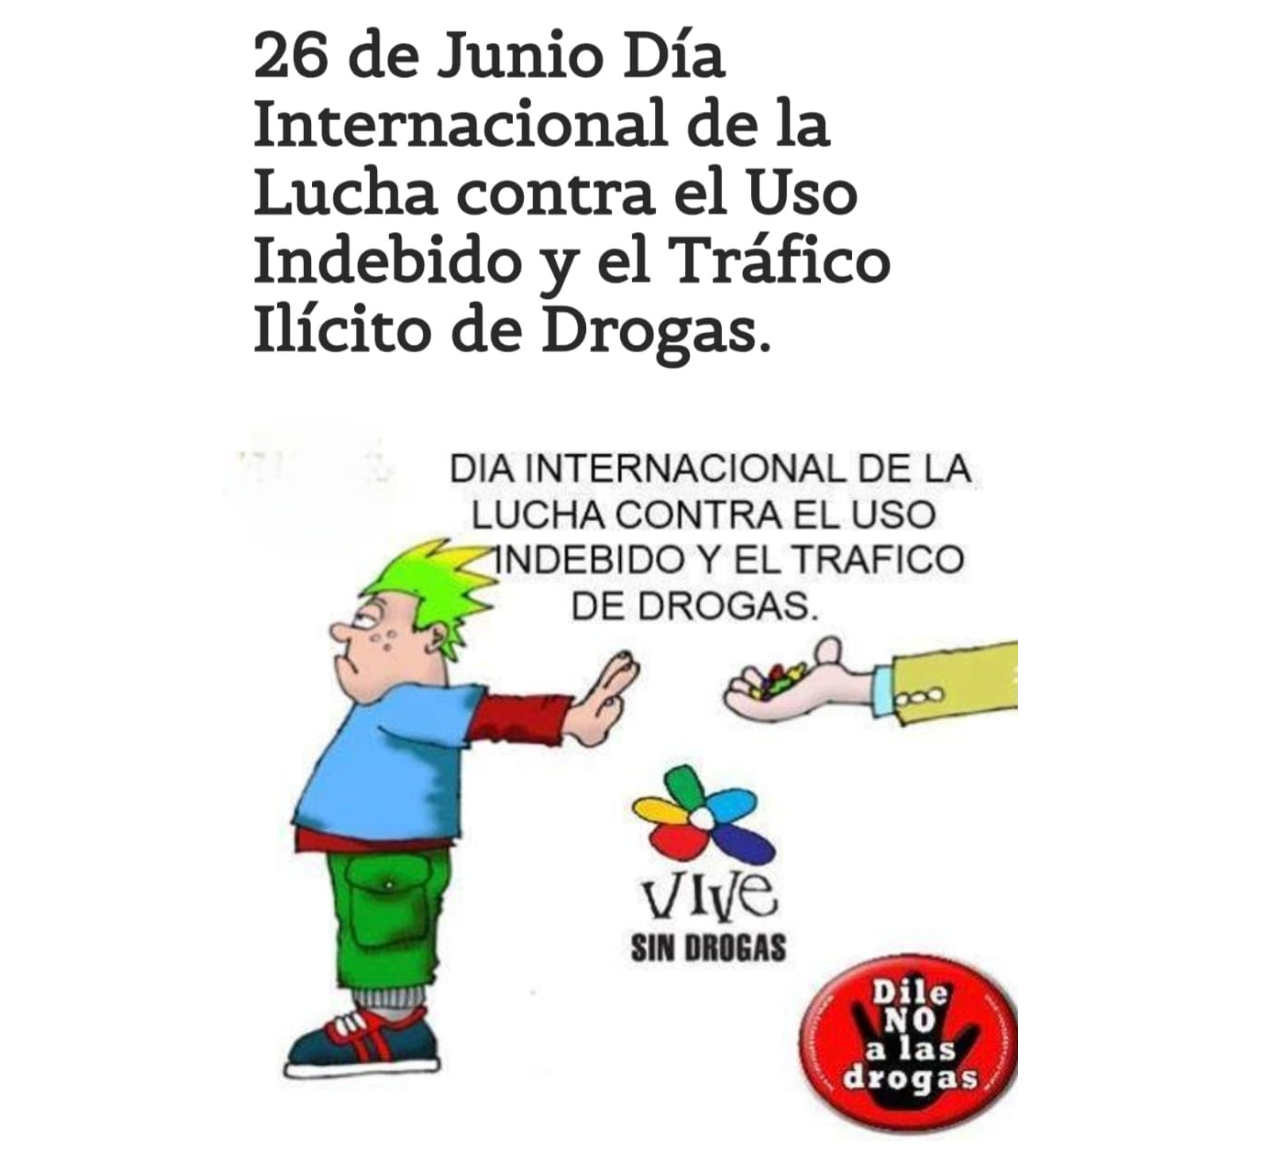 26 de Junio Día
Internacional de la
Lucha contra el Uso
Indebido y el Tráfico
Ilícito de Drogas.
DIA INTERNACIONAL DE LA
LUCHA CONTRA EL USO
INDEBIDO Y EL TRAFICO
DE DROGAS.
VIVe
SIN DROGAS
Dile
NO
a las
drogas